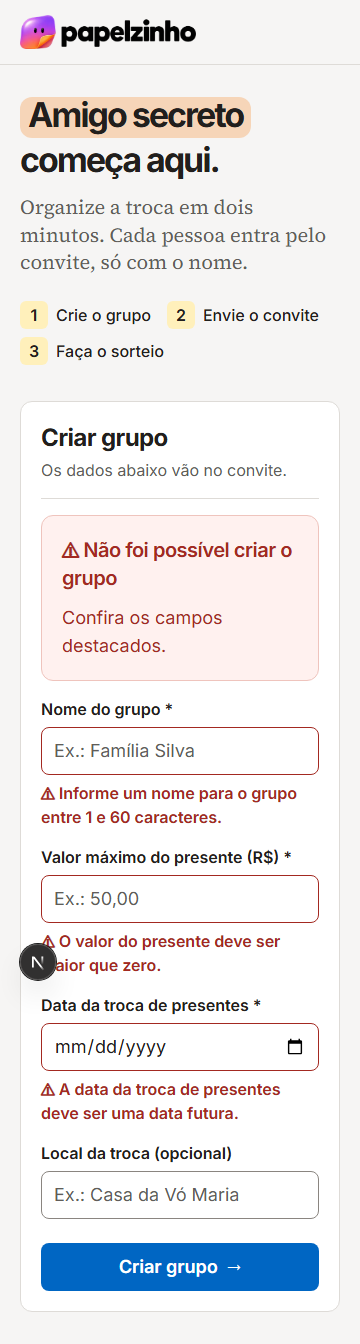 papelzinho
Amigo secreto
começa aqui.
Organize a troca em dois
minutos. Cada pessoa entra pelo
convite, só com o nome.
1 Crie o grupo 2 Envie o convite
3 Faça o sorteio
Criar grupo
Os dados abaixo vão no convite.
⚠ Não foi possível criar o
grupo
Confira os campos
destacados.
Nome do grupo *
Ex.: Família Silva
⚠ Informe um nome para o grupo
entre 1 e 60 caracteres.
Valor máximo do presente (R$) *
Ex.: 50,00
⚠ O valor do presente deve ser
N
aior que zero.
Data da troca de presentes *
mm/dd/yyyy
⚠ A data da troca de presentes
deve ser uma data futura.
Local da troca (opcional)
Ex.: Casa da Vó Maria
Criar grupo →